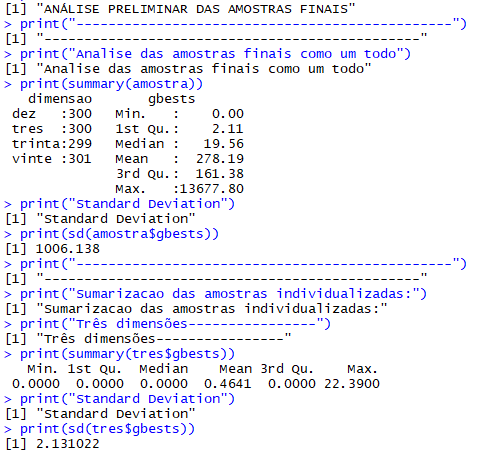 [1] "ANÁLISE PRELIMINAR DAS AMOSTRAS FINAIS"
> print("-----------------------------------------------")
[1] "-----------------------------------------------"
> print("Analise das amostras finais como um todo")
[1] "Analise das amostras finais como um todo"
> print(summary(amostra))
   dimensao       gbests
 dez   :300   Min.   :    0.00
 tres  :300   1st Qu.:    2.11
 trinta:299   Median :   19.56
 vinte :301   Mean   :  278.19
              3rd Qu.:  161.38
              Max.   :13677.80
> print("Standard Deviation")
[1] "Standard Deviation"
> print(sd(amostra$gbests))
[1] 1006.138
> print("-----------------------------------------------")
[1] "-----------------------------------------------"
> print("Sumarizacao das amostras individualizadas:")
[1] "Sumarizacao das amostras individualizadas:"
> print("Três dimensões----------------")
[1] "Três dimensões----------------"
> print(summary(tres$gbests))
   Min. 1st Qu.  Median    Mean 3rd Qu.    Max.
 0.0000  0.0000  0.0000  0.4641  0.0000 22.3900
> print("Standard Deviation")
[1] "Standard Deviation"
> print(sd(tres$gbests))
[1] 2.131022